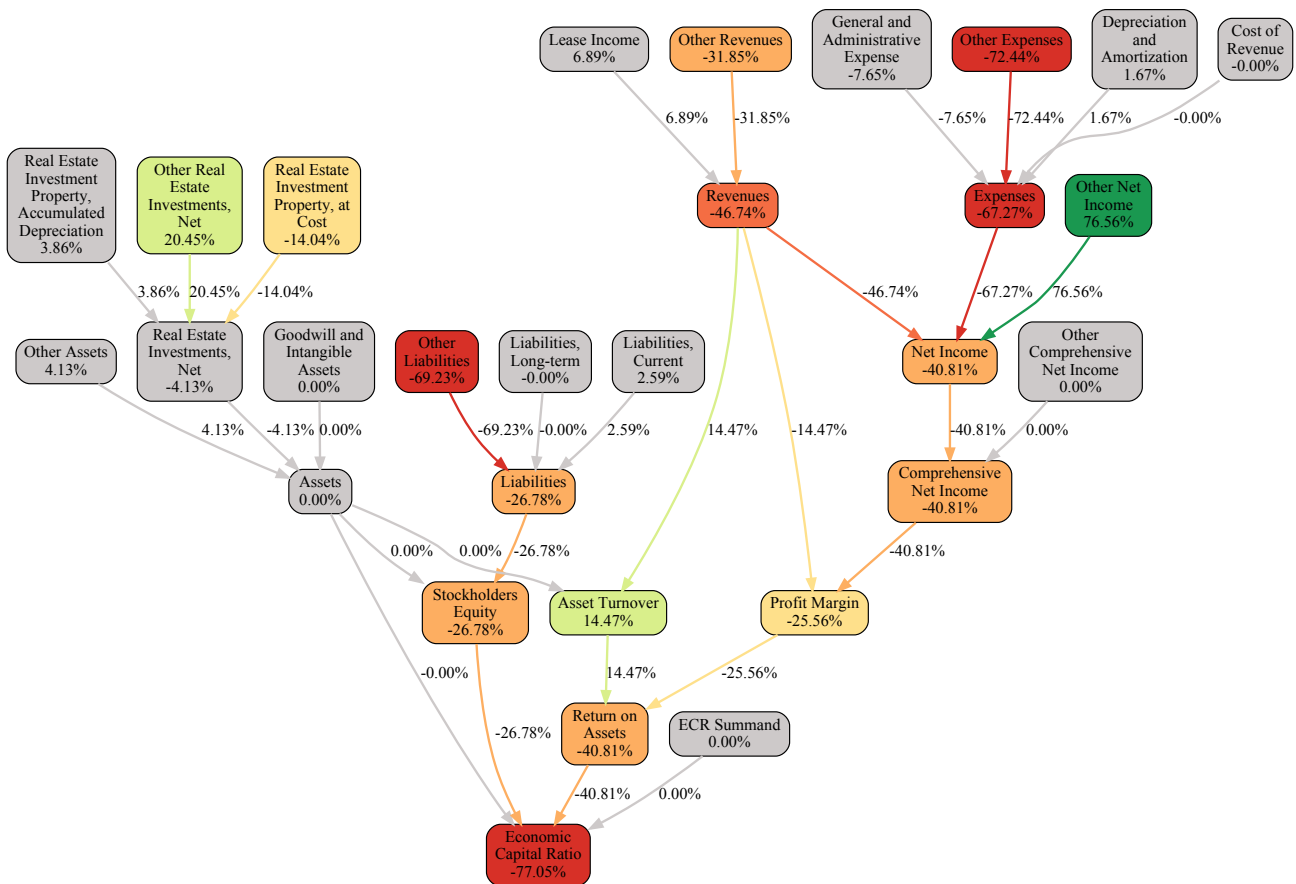 General and
Administrative
Expense
-7.65%
Depreciation
and
Amortization
1.67%
Cost of
Revenue
-0.00%
Lease Income
6.89%
Other Revenues
-31.85%
Other Expenses
-72.44%
6.89%
-31.85%
-7.65%
-72.44%
1.67%
-0.00%
Real Estate
Investment
Property,
Accumulated
Depreciation
3.86%
Other Real
Estate
Investments,
Net
20.45%
Real Estate
Investment
Property, at
Cost
-14.04%
Revenues
-46.74%
Expenses
-67.27%
Other Net
Income
76.56%
3.86%
20.45%
-14.04%
-46.74%
-67.27%
76.56%
Other Assets
4.13%
Real Estate
Investments,
Net
-4.13%
Goodwill and
Intangible
Assets
0.00%
Other
Liabilities
-69.23%
Liabilities,
Long-term
-0.00%
Liabilities,
Current
2.59%
Net Income
-40.81%
Other
Comprehensive
Net Income
0.00%
4.13%
-4.13%
0.00%
-69.23%
-0.00%
2.59%
14.47%
-14.47%
-40.81%
0.00%
Assets
0.00%
Liabilities
-26.78%
Comprehensive
Net Income
-40.81%
0.00%
0.00%
-26.78%
-40.81%
Stockholders
Equity
-26.78%
Asset Turnover
14.47%
Profit Margin
-25.56%
-0.00%
14.47%
-25.56%
Return on
Assets
-40.81%
ECR Summand
0.00%
-26.78%
-40.81%
0.00%
Economic
Capital Ratio
-77.05%